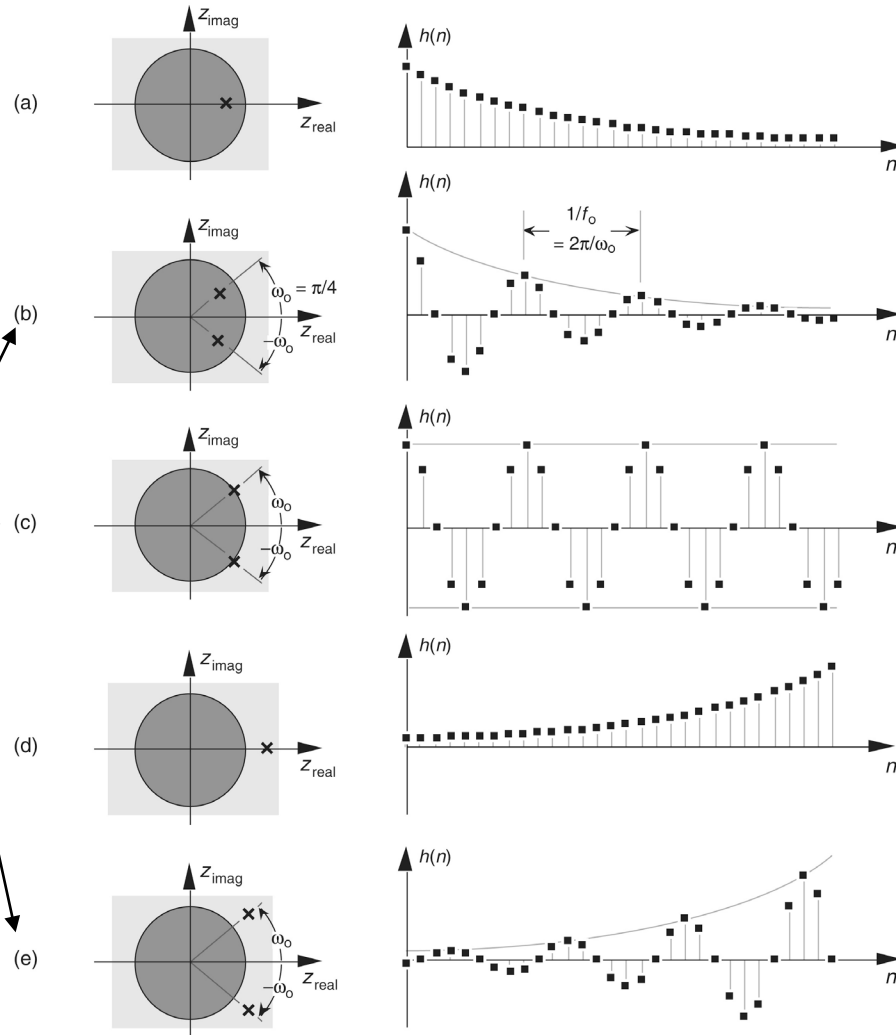 z_imag
h(n)
(a)
z_real
n
h(n)
z_imag
1/f_o
= 2π/ω_o
ω_o = π/4
(b)
z_real
–ω_o
n
h(n)
z_imag
ω_o
(c)
z_real
–ω_o
n
h(n)
z_imag
(d)
z_real
n
h(n)
z_imag
ω_o
(e)
z_real
–ω_o
n